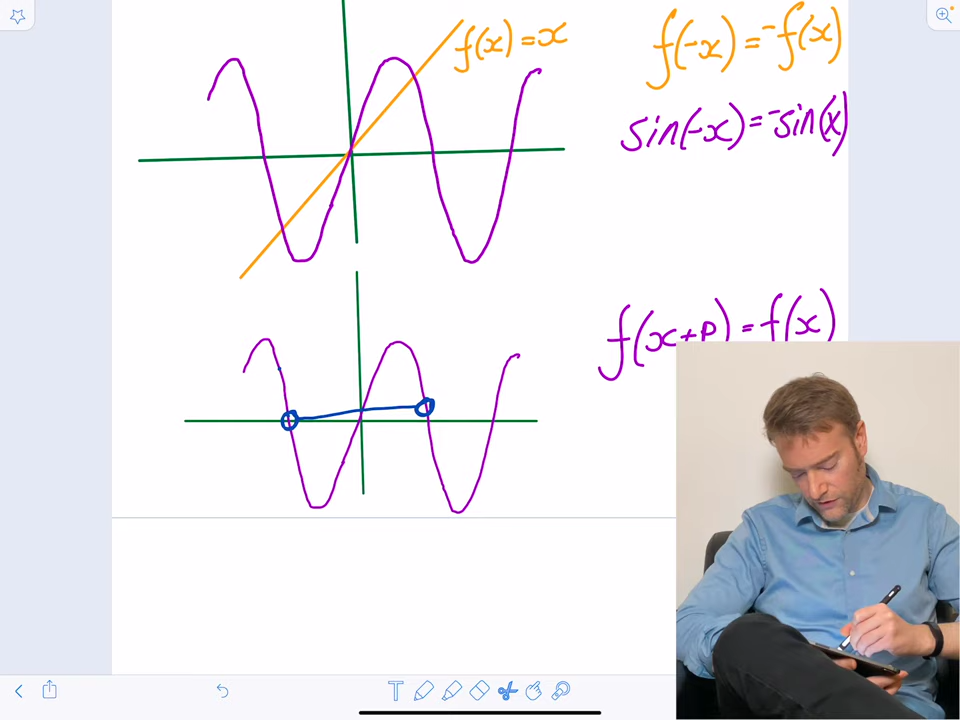 f(x)=x
f(-x)=-f(x)
sin(-x)=-sin(x)
f(x+p)=f(x)